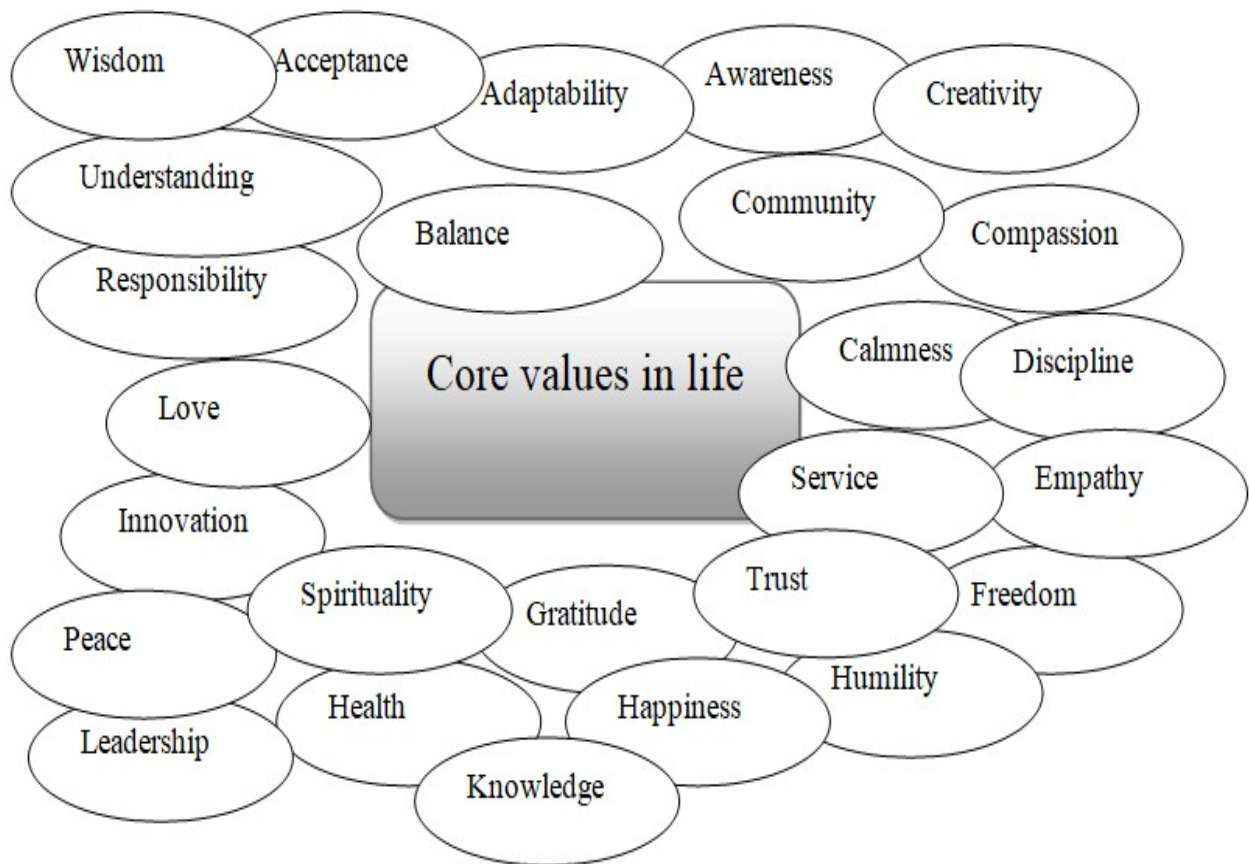 Wisdom
Acceptance
Adaptability
Awareness
Creativity
Understanding
Balance
Community
Compassion
Responsibility
Core values in life
Calmness
Discipline
Love
Service
Empathy
Innovation
Spirituality
Gratitude
Trust
Freedom
Peace
Health
Happiness
Humility
Leadership
Knowledge